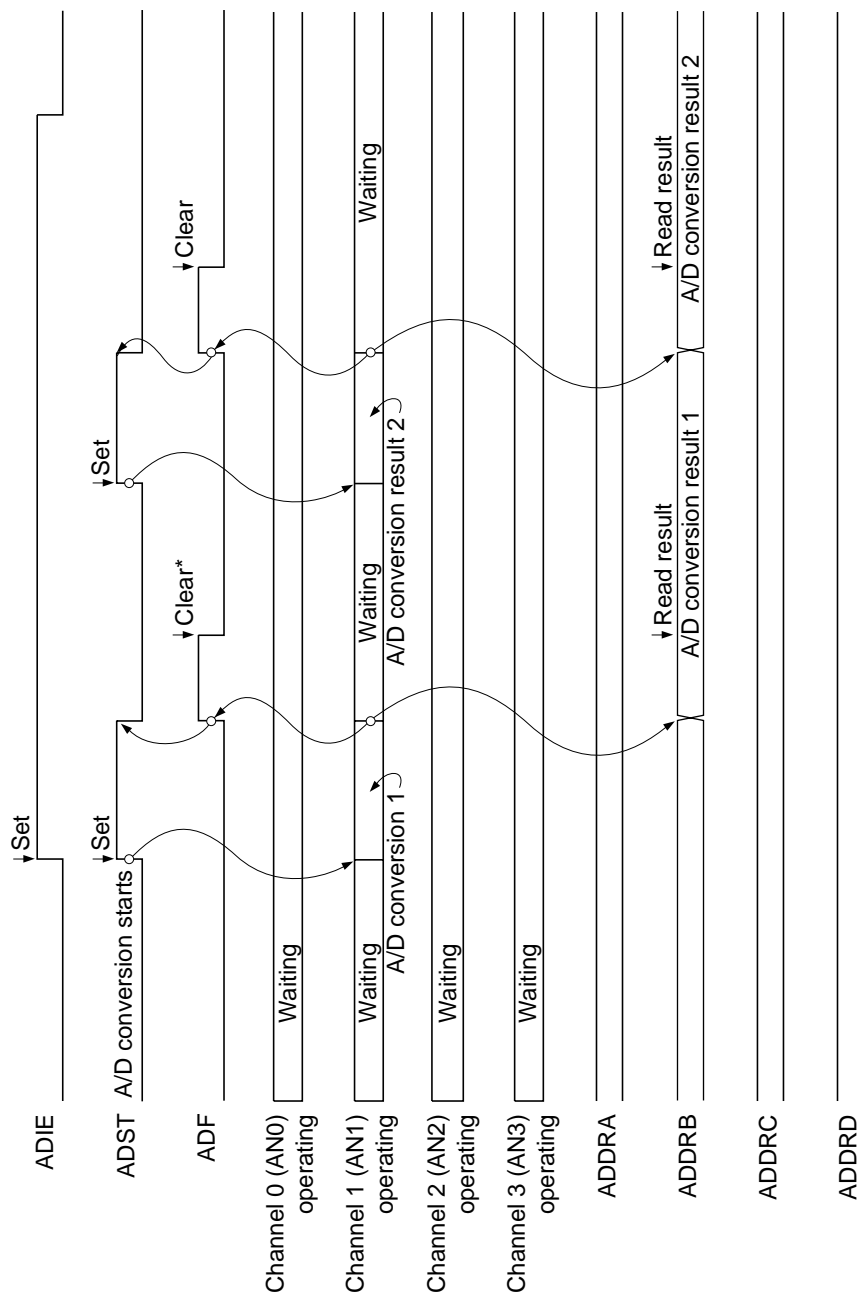 ADIE
Set
ADST
A/D conversion starts
Set
Set
ADF
Clear*
Clear
Channel 0 (AN0)
operating
Waiting
Channel 1 (AN1)
operating
Waiting
A/D conversion 1
Waiting
A/D conversion result 2
Waiting
Channel 2 (AN2)
operating
Waiting
Channel 3 (AN3)
operating
Waiting
ADDRA
ADDRB
Read result
A/D conversion result 1
Read result
A/D conversion result 2
ADDRC
ADDRD